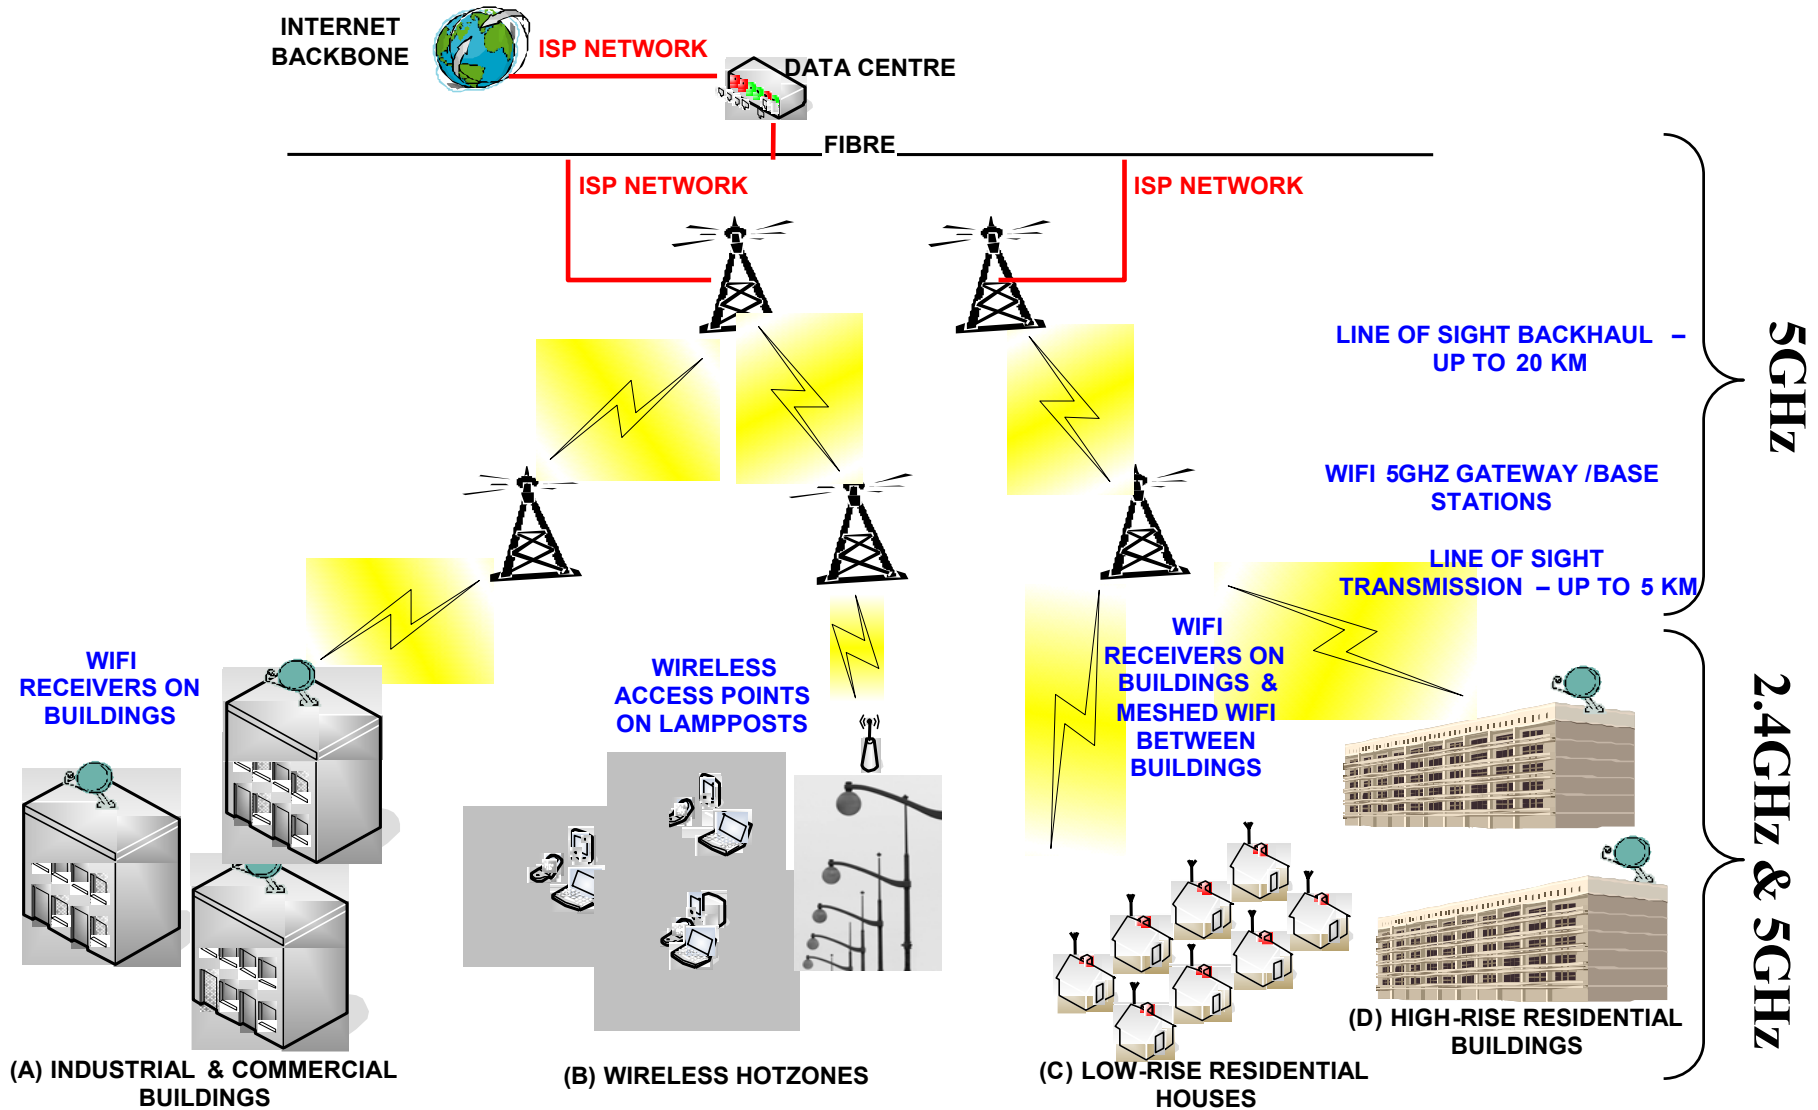 INTERNET
BACKBONE
ISP NETWORK
DATA CENTRE
FIBRE
ISP NETWORK
ISP NETWORK
LINE OF SIGHT BACKHAUL –
UP TO 20 KM
5GHz
WIFI 5GHZ GATEWAY /BASE
STATIONS
LINE OF SIGHT
TRANSMISSION – UP TO 5 KM
WIFI
RECEIVERS ON
BUILDINGS
WIRELESS
ACCESS POINTS
ON LAMPPOSTS
WIFI
RECEIVERS ON
BUILDINGS &
MESHED WIFI
BETWEEN
BUILDINGS
2.4GHz & 5GHz
(A) INDUSTRIAL & COMMERCIAL
BUILDINGS
(B) WIRELESS HOTZONES
(C) LOW-RISE RESIDENTIAL
HOUSES
(D) HIGH-RISE RESIDENTIAL
BUILDINGS